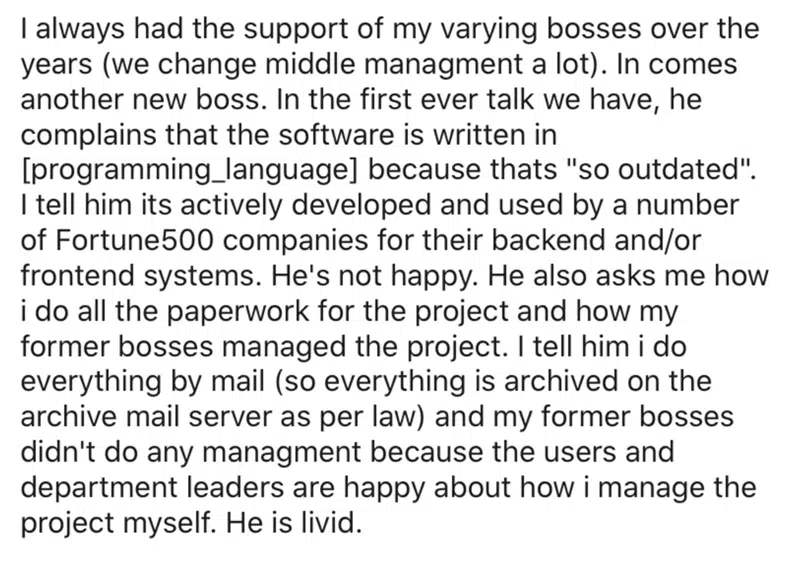 I always had the support of my varying bosses over the
years (we change middle managment a lot). In comes
another new boss. In the first ever talk we have, he
complains that the software is written in
[programming_language] because thats "so outdated".
I tell him its actively developed and used by a number
of Fortune500 companies for their backend and/or
frontend systems. He's not happy. He also asks me how
i do all the paperwork for the project and how my
former bosses managed the project. I tell him i do
everything by mail (so everything is archived on the
archive mail server as per law) and my former bosses
didn't do any managment because the users and
department leaders are happy about how i manage the
project myself. He is livid.